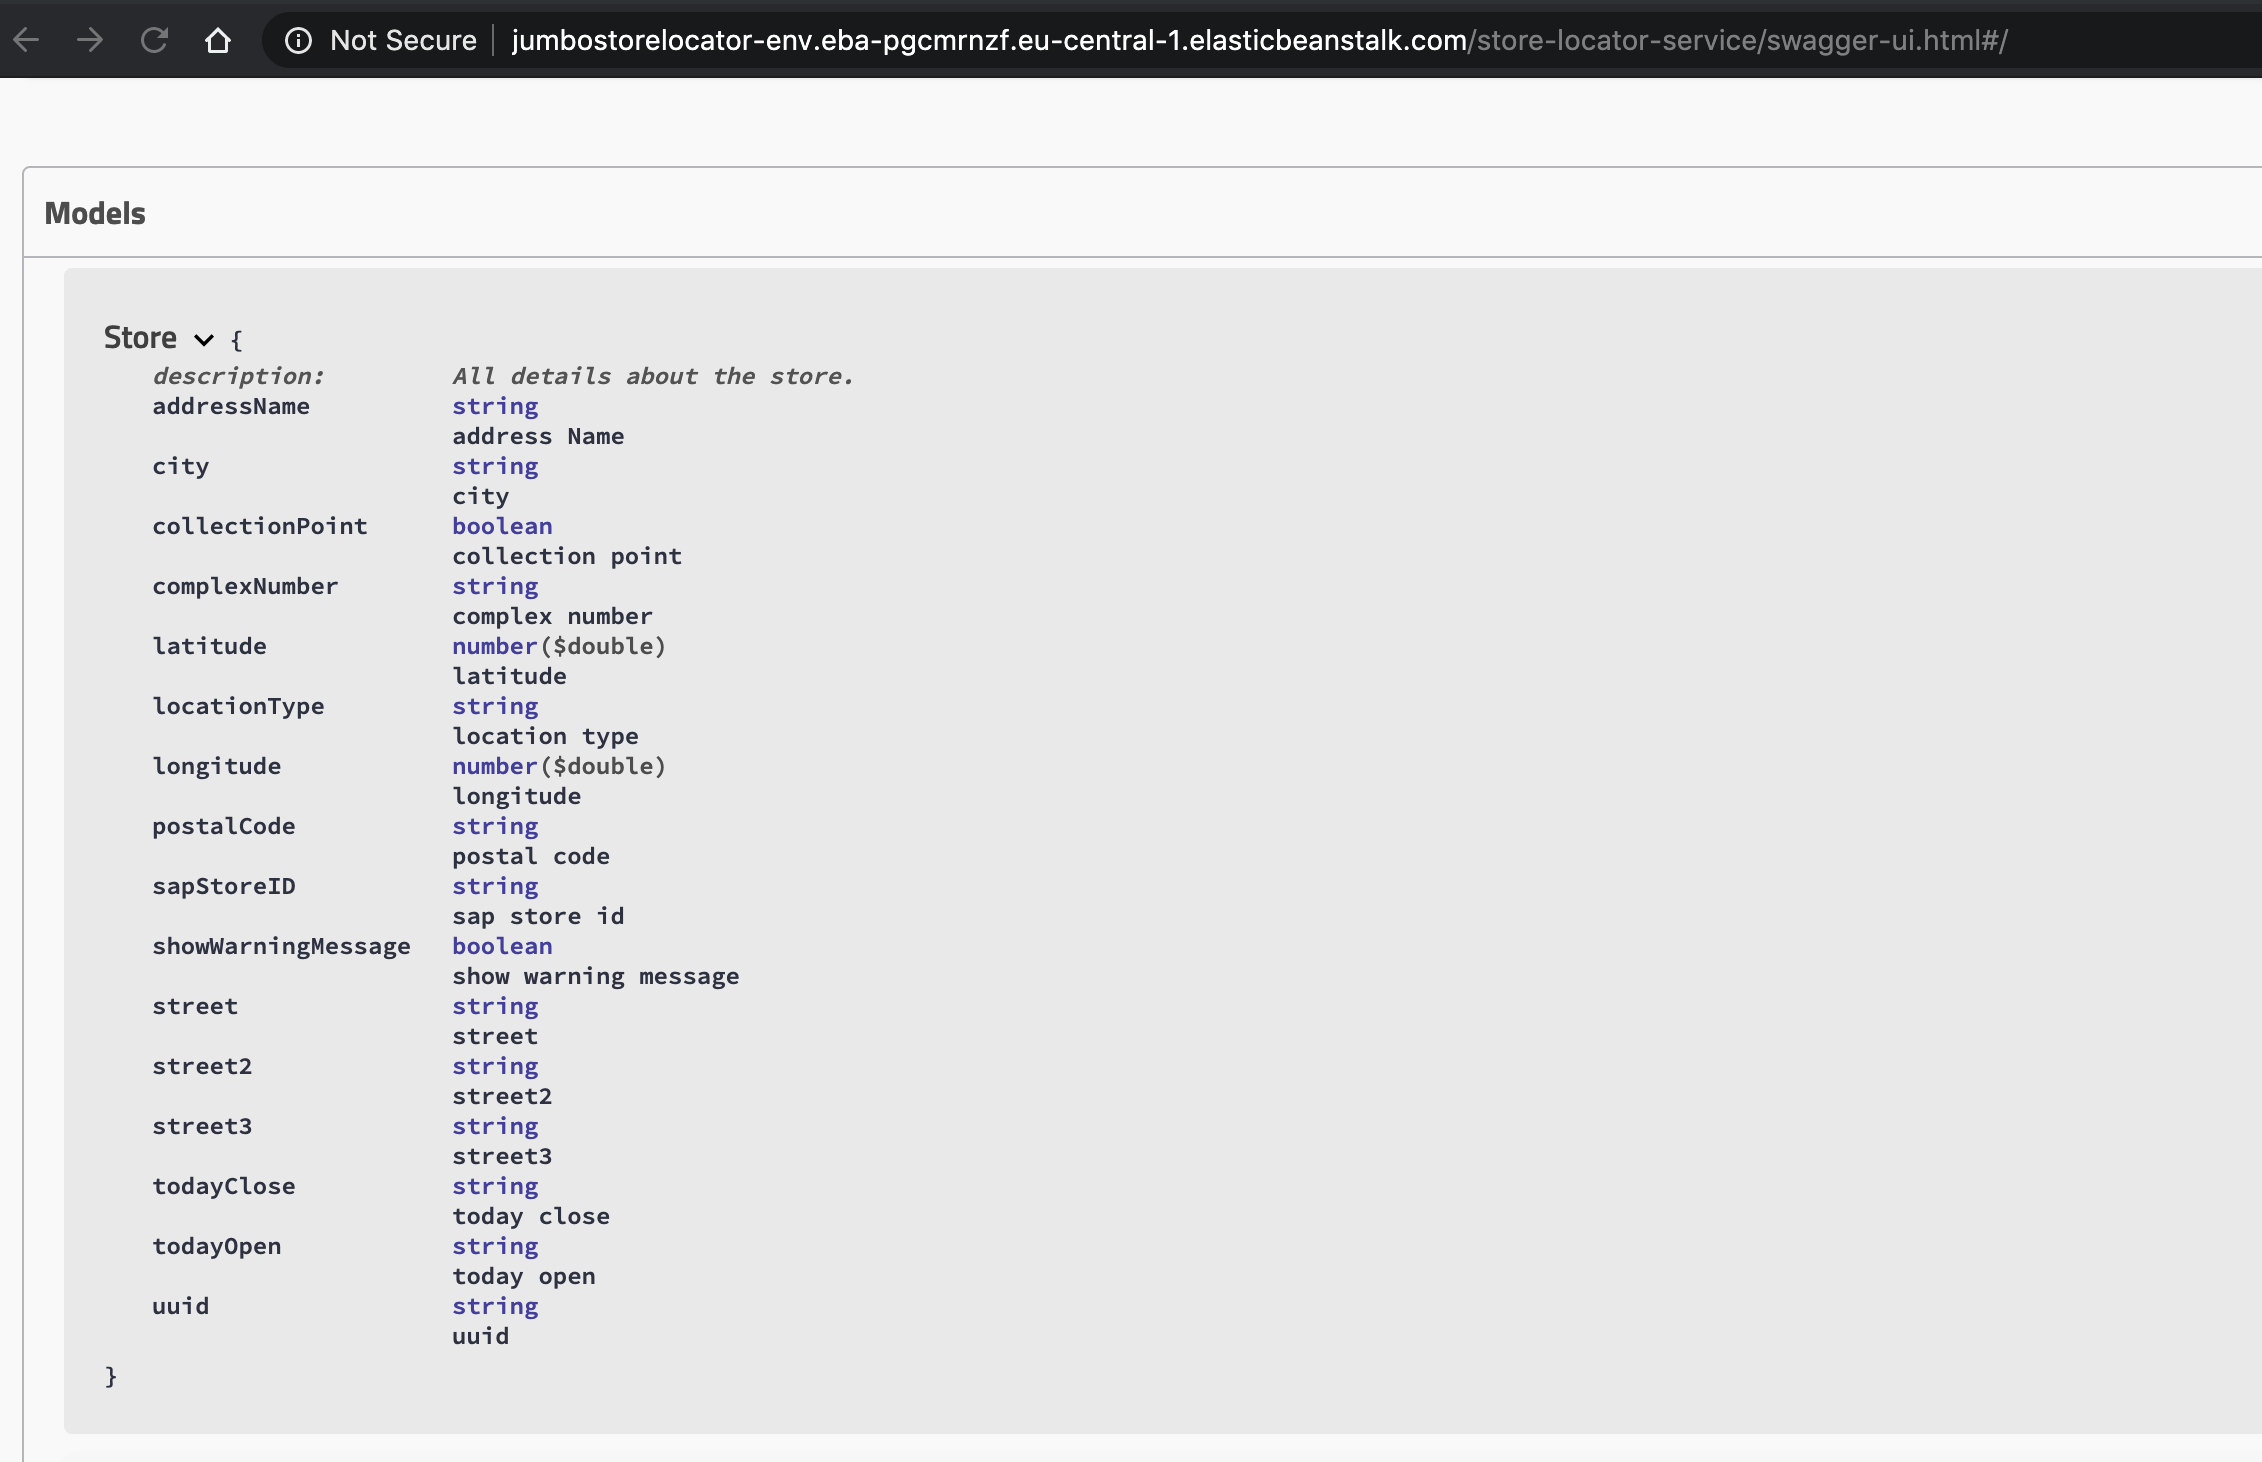 Not Secure jumbostorelocator-env.eba-pgcmrnzf.eu-central-1.elasticbeanstalk.com/store-locator-service/swagger-ui.html#/
Models
Store {
description: All details about the store.
addressName string
address Name
city string
city
collectionPoint boolean
collection point
complexNumber string
complex number
latitude number($double)
latitude
locationType string
location type
longitude number($double)
longitude
postalCode string
postal code
sapStoreID string
sap store id
showWarningMessage boolean
show warning message
street string
street
street2 string
street2
street3 string
street3
todayClose string
today close
todayOpen string
today open
uuid string
uuid
}